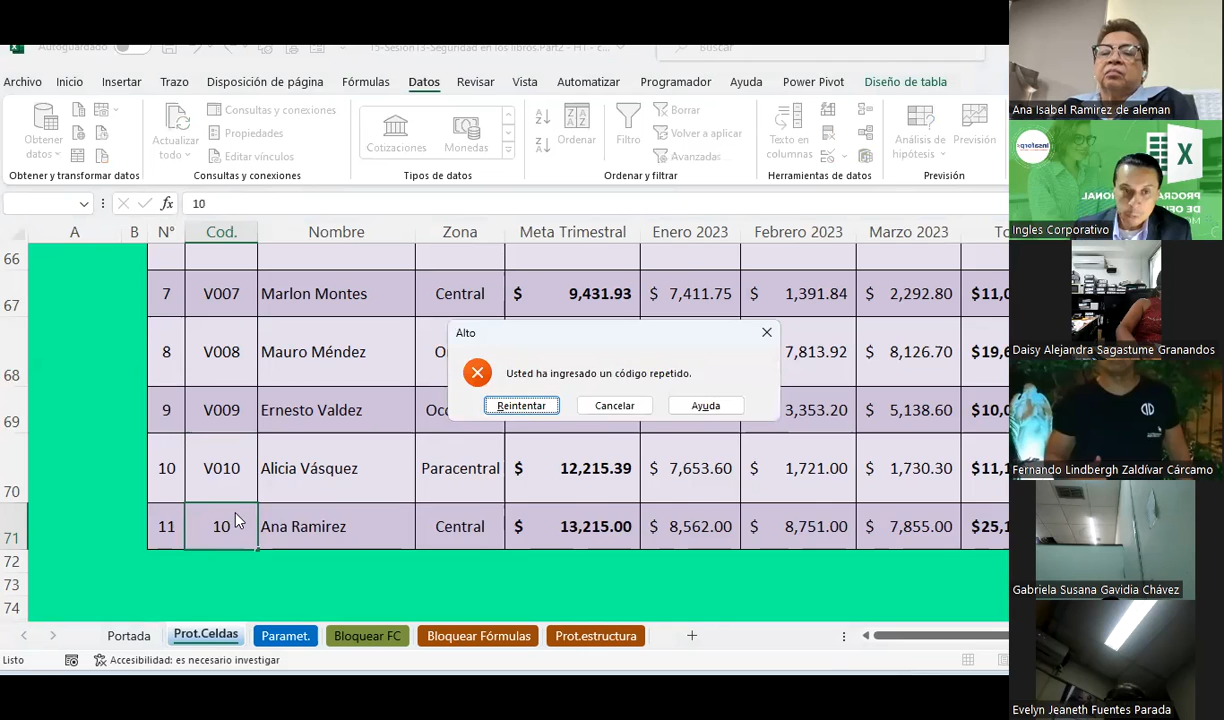 Autoguardado
15-Sesion13-Seguridad en los libros.Part2 - HT - c...
Buscar
Archivo Inicio Insertar Trazo Disposición de página Fórmulas Datos Revisar Vista Automatizar Programador Ayuda Power Pivot Diseño de tabla
Obtener datos
Actualizar todo
Consultas y conexiones
Propiedades
Editar vínculos
Cotizaciones
Monedas
Ordenar
Filtro
Borrar
Volver a aplicar
Avanzadas
Texto en columnas
Análisis de hipótesis
Previsión
Obtener y transformar datos Consultas y conexiones Tipos de datos Ordenar y filtrar Herramientas de datos Previsión
fx 10
A B N° Cod. Nombre Zona Meta Trimestral Enero 2023 Febrero 2023 Marzo 2023 To
66
67 7 V007 Marlon Montes Central $ 9,431.93 $ 7,411.75 $ 1,391.84 $ 2,292.80 $11,0
68 8 V008 Mauro Méndez O 7,813.92 $ 8,126.70 $19,6
69 9 V009 Ernesto Valdez Occ 3,353.20 $ 5,138.60 $10,0
70 10 V010 Alicia Vásquez Paracentral $ 12,215.39 $ 7,653.60 $ 1,721.00 $ 1,730.30 $11,1
71 11 10 Ana Ramirez Central $ 13,215.00 $ 8,562.00 $ 8,751.00 $ 7,855.00 $25,1
72
73
74
Alto
Usted ha ingresado un código repetido.
Reintentar Cancelar Ayuda
Portada Prot.Celdas Paramet. Bloquear FC Bloquear Fórmulas Prot.estructura
Listo Accesibilidad: es necesario investigar
Ana Isabel Ramirez de aleman
Insaforp
X
Ingles Corporativo
Daisy Alejandra Sagastume Granandos
Fernando Lindbergh Zaldívar Cárcamo
Gabriela Susana Gavidia Chávez
Evelyn Jeaneth Fuentes Parada